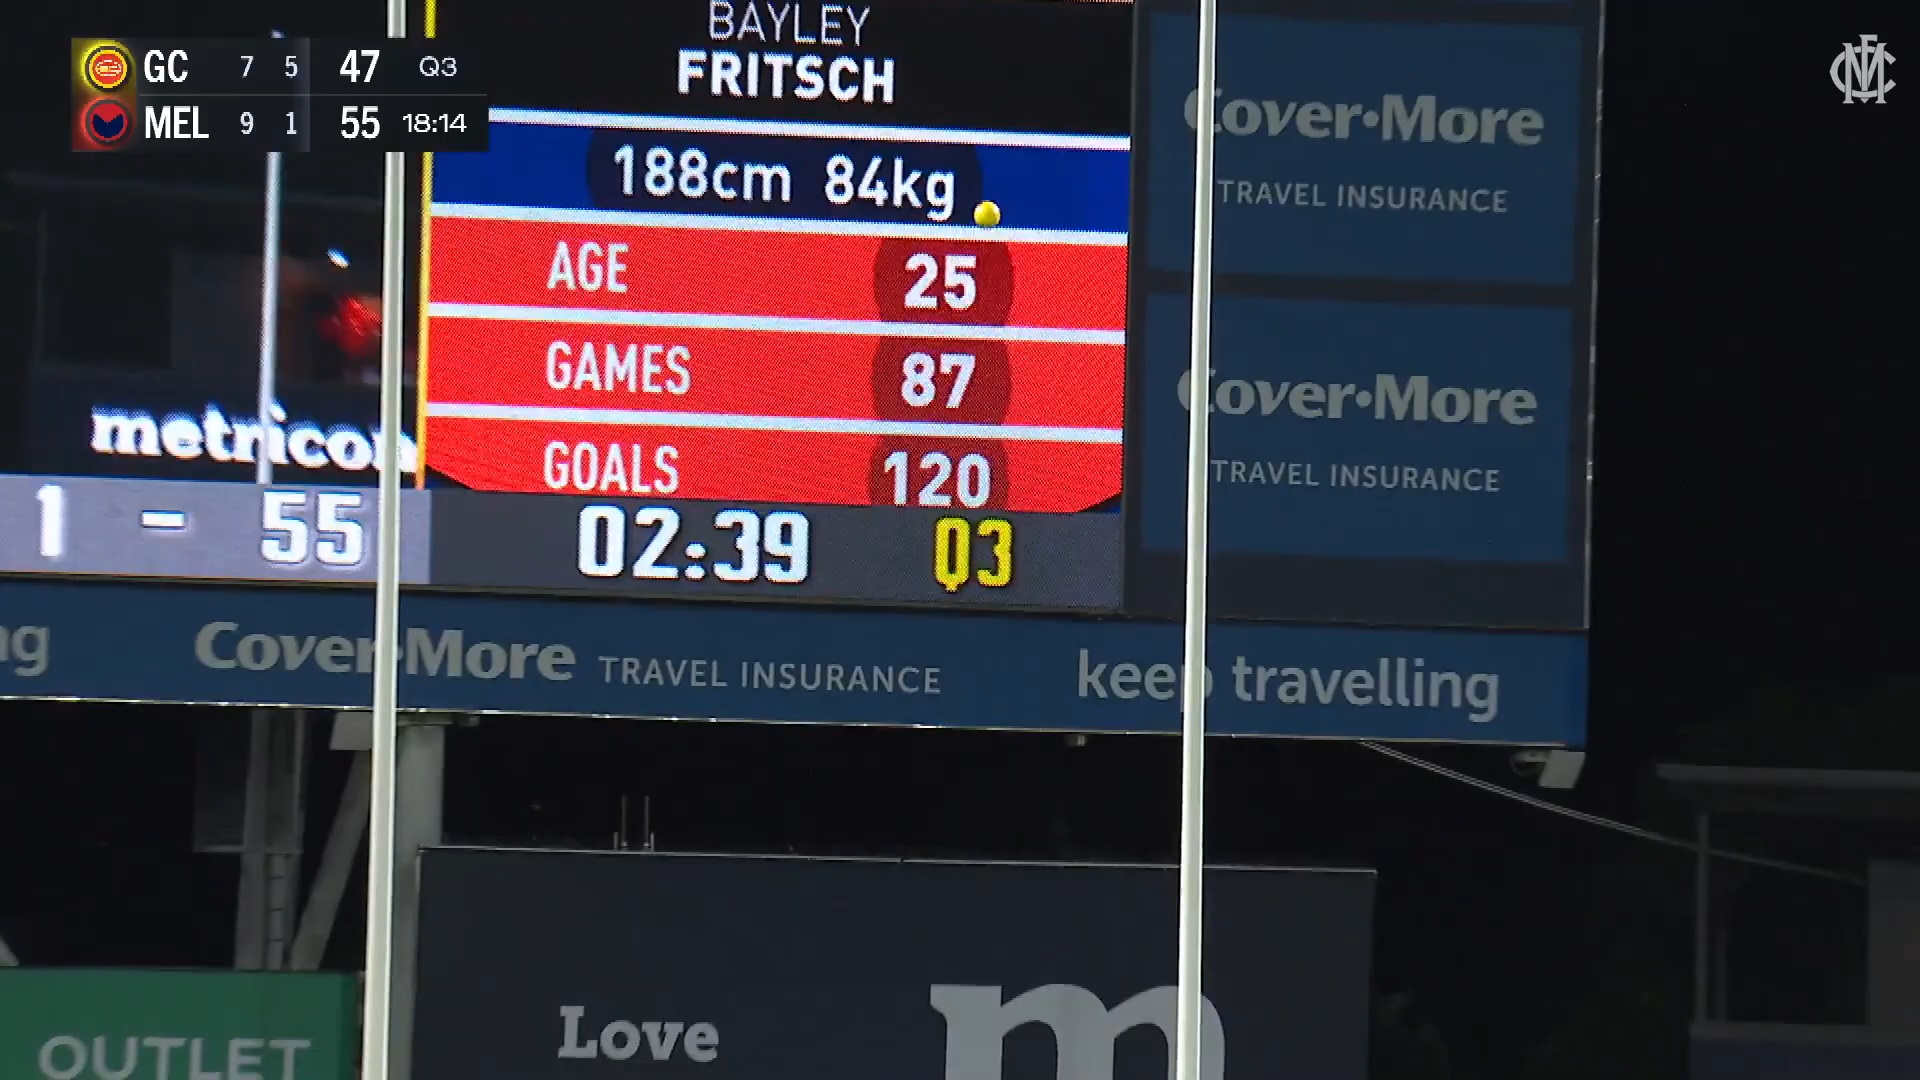 GC 7 5 47 Q3
MEL 9 1 55 18:14
BAYLEY
FRITSCH
188cm 84kg
AGE 25
GAMES 87
GOALS 120
metricon
1 - 55
02:39 Q3
Cover·More
TRAVEL INSURANCE
Cover·More
TRAVEL INSURANCE
Cover·More TRAVEL INSURANCE
keep travelling
Love
m
OUTLET